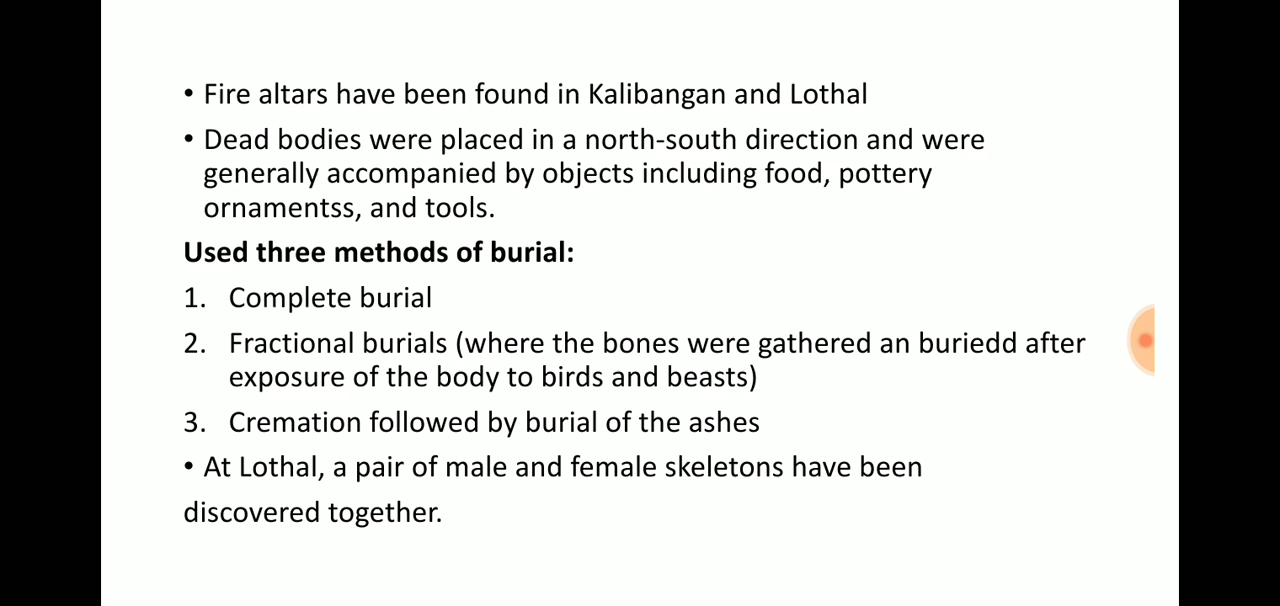 • Fire altars have been found in Kalibangan and Lothal
• Dead bodies were placed in a north-south direction and were
generally accompanied by objects including food, pottery
ornamentss, and tools.
Used three methods of burial:
1. Complete burial
2. Fractional burials (where the bones were gathered an buriedd after
exposure of the body to birds and beasts)
3. Cremation followed by burial of the ashes
• At Lothal, a pair of male and female skeletons have been
discovered together.